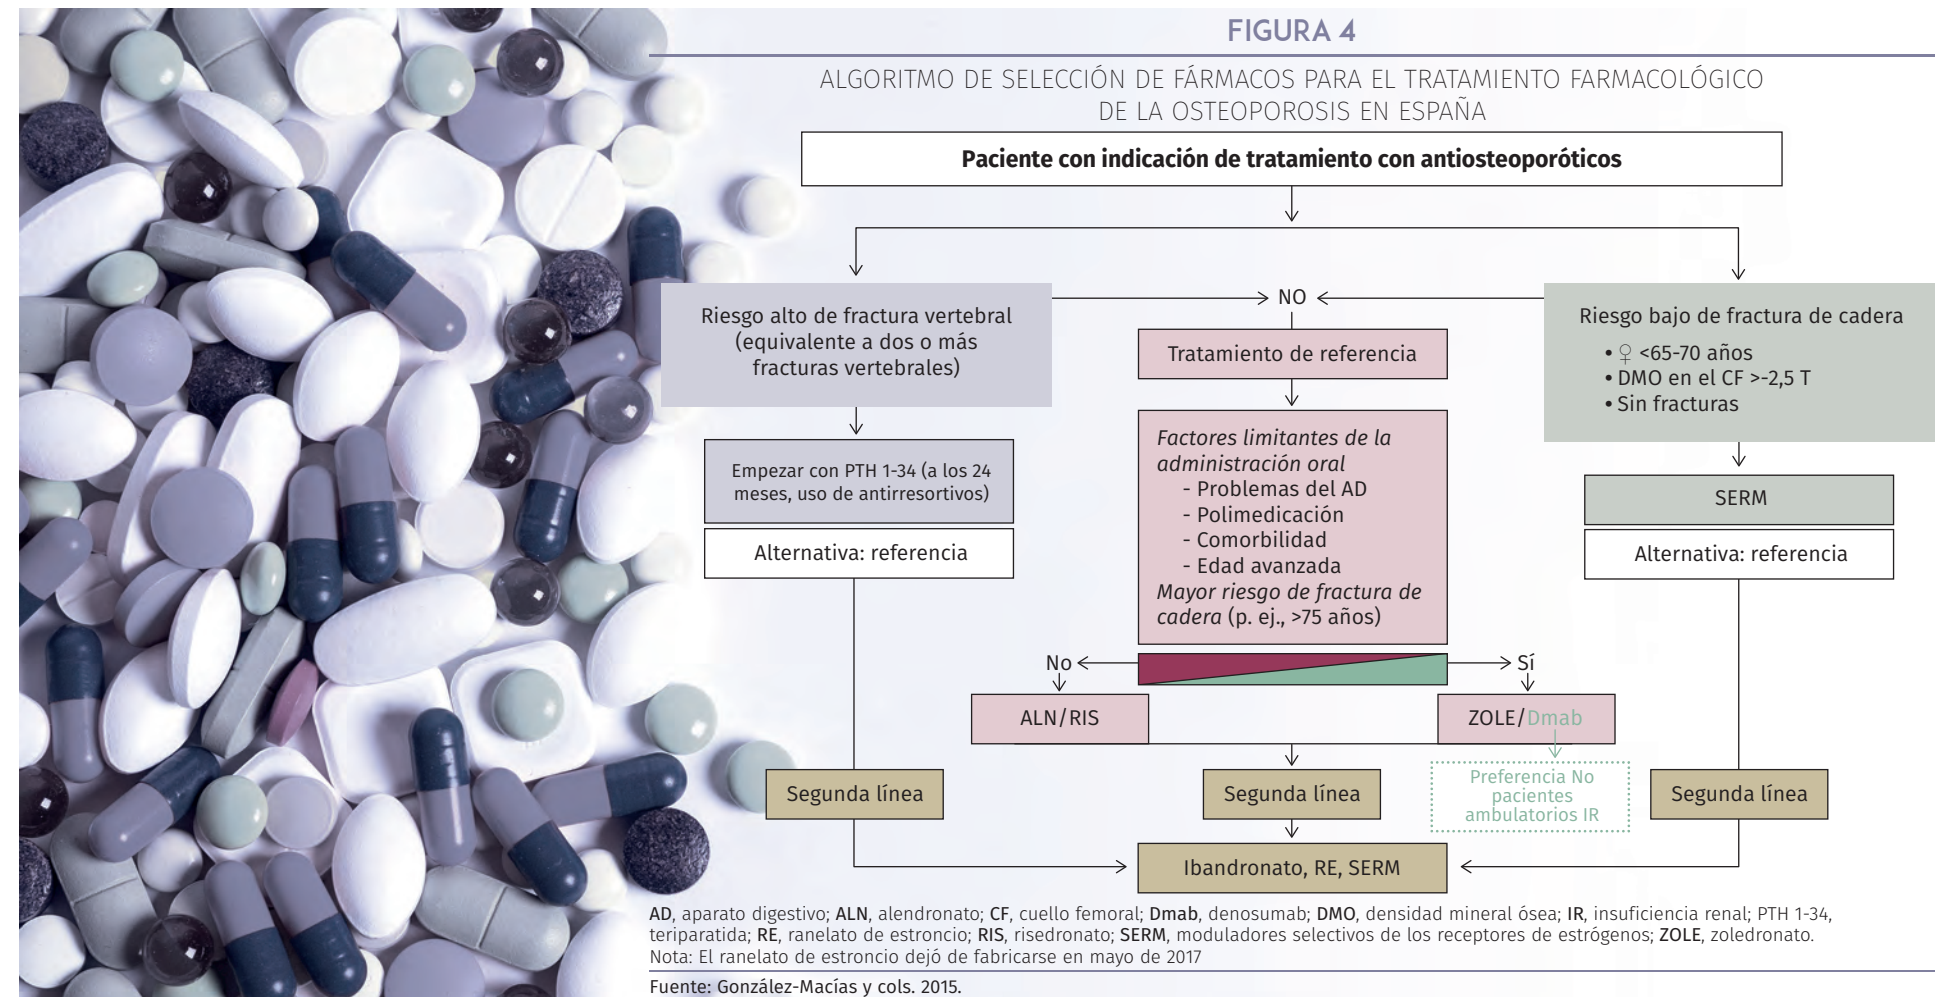 FIGURA 4
ALGORITMO DE SELECCIÓN DE FÁRMACOS PARA EL TRATAMIENTO FARMACOLÓGICO
DE LA OSTEOPOROSIS EN ESPAÑA
Paciente con indicación de tratamiento con antiosteoporóticos
Riesgo alto de fractura vertebral
(equivalente a dos o más
fracturas vertebrales)
Empezar con PTH 1-34 (a los 24
meses, uso de antirresortivos)
Alternativa: referencia
NO
Tratamiento de referencia
Factores limitantes de la
administración oral
- Problemas del AD
- Polimedicación
- Comorbilidad
- Edad avanzada
Mayor riesgo de fractura de
cadera (p. ej., >75 años)
Riesgo bajo de fractura de cadera
• ♀ <65-70 años
• DMO en el CF >-2,5 T
• Sin fracturas
SERM
Alternativa: referencia
No
Sí
ALN/RIS
ZOLE/Dmab
Preferencia No
pacientes
ambulatorios IR
Segunda línea
Segunda línea
Segunda línea
Ibandronato, RE, SERM
AD, aparato digestivo; ALN, alendronato; CF, cuello femoral; Dmab, denosumab; DMO, densidad mineral ósea; IR, insuficiencia renal; PTH 1-34,
teriparatida; RE, ranelato de estroncio; RIS, risedronato; SERM, moduladores selectivos de los receptores de estrógenos; ZOLE, zoledronato.
Nota: El ranelato de estroncio dejó de fabricarse en mayo de 2017
Fuente: González-Macías y cols. 2015.